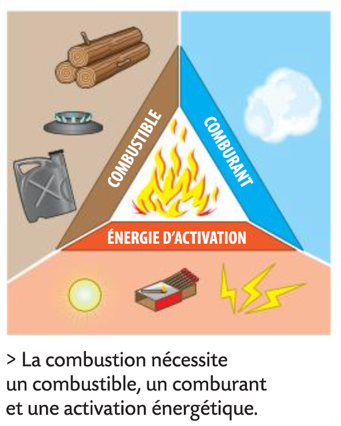 COMBUSTIBLE
COMBURANT
ÉNERGIE D'ACTIVATION
> La combustion nécessite
un combustible, un comburant
et une activation énergétique.